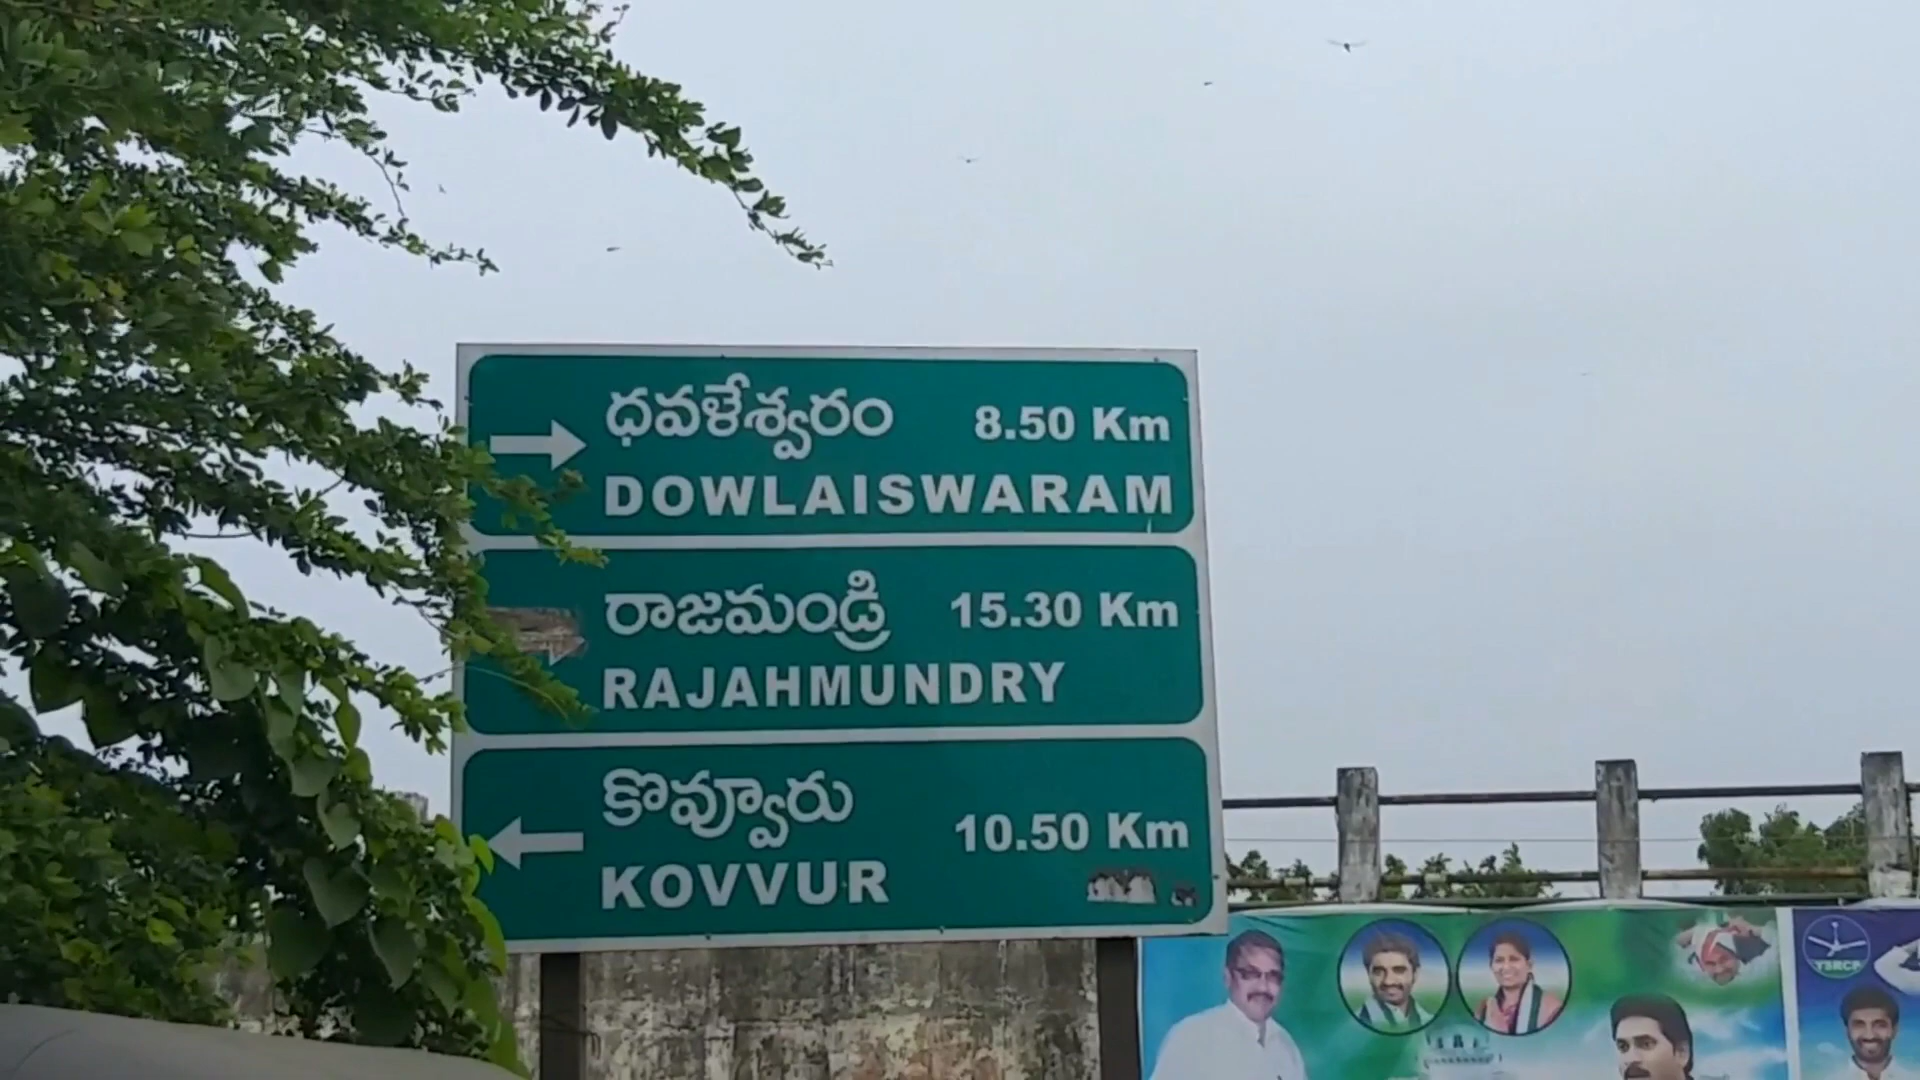 ధవళేశ్వరం 8.50 Km
DOWLAISWARAM
రాజమండ్రి 15.30 Km
RAJAHMUNDRY
కొవ్వూరు 10.50 Km
KOVVUR
YSRCP